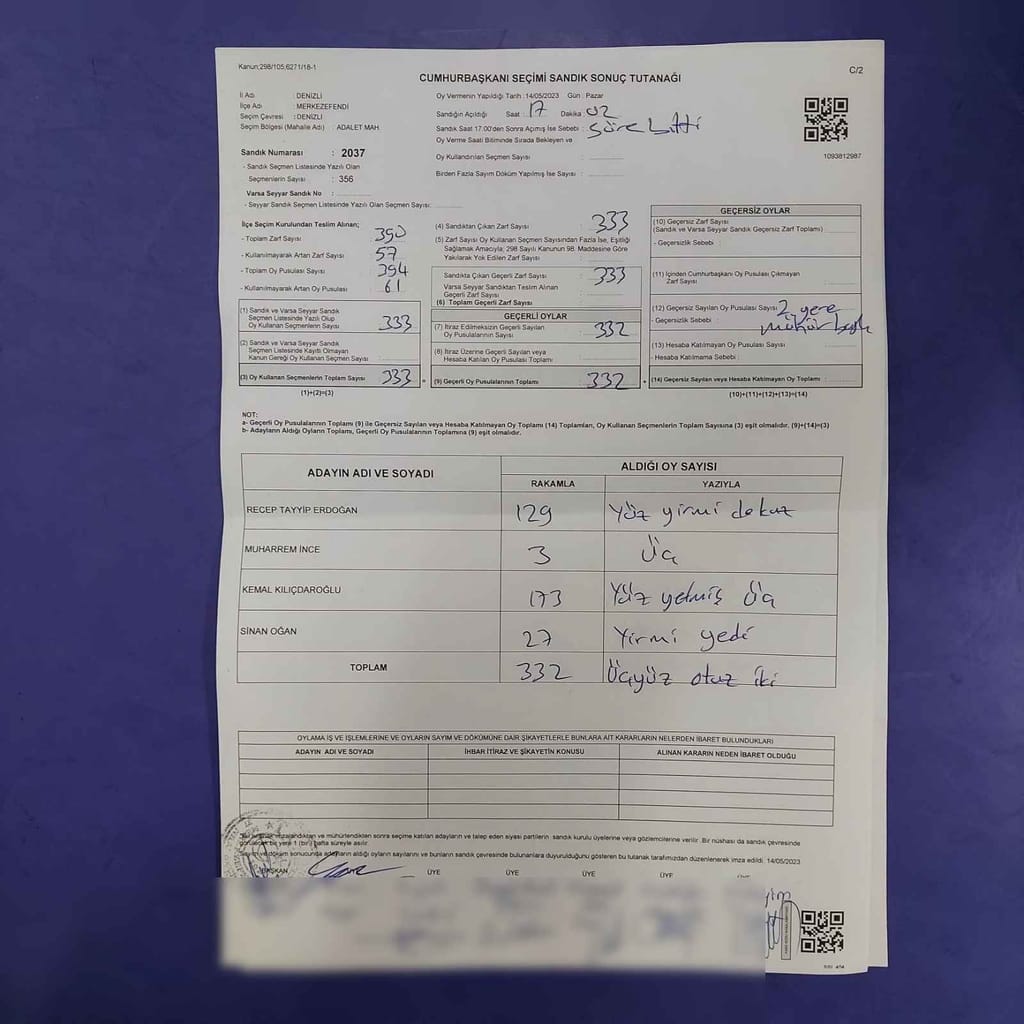 Kanun;298/105;6271/18-1
CUMHURBAŞKANI SEÇİMİ SANDIK SONUÇ TUTANAĞI
C/2
İl Adı : DENİZLİ
İlçe Adı : MERKEZEFENDİ
Seçim Çevresi : DENİZLİ
Seçim Bölgesi (Mahalle Adı) : ADALET MAH.
Sandık Numarası : 2037
- Sandık Seçmen Listesinde Yazılı Olan
Seçmenlerin Sayısı : 356
Varsa Seyyar Sandık No :
- Seyyar Sandık Seçmen Listesinde Yazılı Olan Seçmen Sayısı:
Oy Vermenin Yapıldığı Tarih : 14/05/2023 Gün : Pazar
Sandığın Açıldığı Saat : 17 Dakika : 02
Sandık Saat 17:00'den Sonra Açımış İse Sebebi : Süre bitti
Oy Verme Saati Bitiminde Sırada Bekleyen ve
Oy Kullandırılan Seçmen Sayısı :
Birden Fazla Sayım Döküm Yapılmış İse Sayısı :
1093812987
İlçe Seçim Kurulundan Teslim Alınan;
- Toplam Zarf Sayısı : 390
- Kullanılmayarak Artan Zarf Sayısı : 57
- Toplam Oy Pusulası Sayısı : 394
- Kullanılmayarak Artan Oy Pusulası : 61
(1) Sandık ve Varsa Seyyar Sandık
Seçmen Listesinde Yazılı Olup
Oy Kullanan Seçmenlerin Sayısı : 333
(2) Sandık ve Varsa Seyyar Sandık
Seçmen Listesinde Kayıtlı Olmayan
Kanun Gereği Oy Kullanan Seçmen Sayısı :
(3) Oy Kullanan Seçmenlerin Toplam Sayısı : 333 =
(1)+(2)=(3)
(4) Sandıktan Çıkan Zarf Sayısı : 333
(5) Zarf Sayısı Oy Kullanan Seçmen Sayısından Fazla İse, Eşitliği
Sağlamak Amacıyla; 298 Sayılı Kanunun 98. Maddesine Göre
Yakılarak Yok Edilen Zarf Sayısı :
Sandıkta Çıkan Geçerli Zarf Sayısı : 333
Varsa Seyyar Sandıktan Teslim Alınan
Geçerli Zarf Sayısı :
(6) Toplam Geçerli Zarf Sayısı :
GEÇERLİ OYLAR
(7) İtiraz Edilmeksizin Geçerli Sayılan
Oy Pusulalarının Sayısı : 332
(8) İtiraz Üzerine Geçerli Sayılan veya
Hesaba Katılan Oy Pusulası Toplamı :
(9) Geçerli Oy Pusulalarının Toplamı : 332 +
GEÇERSİZ OYLAR
(10) Geçersiz Zarf Sayısı
(Sandık ve Varsa Seyyar Sandık Geçersiz Zarf Toplamı) :
- Geçersizlik Sebebi :
(11) İçinden Cumhurbaşkanı Oy Pusulası Çıkmayan
Zarf Sayısı :
(12) Geçersiz Sayılan Oy Pusulası Sayısı : 2 yere
- Geçersizlik Sebebi : mühür
(13) Hesaba Katılmayan Oy Pusulası Sayısı :
- Hesaba Katılmama Sebebi :
(14) Geçersiz Sayılan veya Hesaba Katılmayan Oy Toplamı :
(10)+(11)+(12)+(13)=(14)
NOT:
a- Geçerli Oy Pusulalarının Toplamı (9) ile Geçersiz Sayılan veya Hesaba Katılmayan Oy Toplamı (14) Toplamları, Oy Kullanan Seçmenlerin Toplam Sayısına (3) eşit olmalıdır. (9)+(14)=(3)
b- Adayların Aldığı Oyların Toplamı, Geçerli Oy Pusulalarının Toplamına (9) eşit olmalıdır.
ADAYIN ADI VE SOYADI
ALDIĞI OY SAYISI
RAKAMLA YAZIYLA
RECEP TAYYİP ERDOĞAN 129 Yüz yirmi dokuz
MUHARREM İNCE 3 Üç
KEMAL KILIÇDAROĞLU 173 Yüz yetmiş Üç
SİNAN OĞAN 27 Yirmi yedi
TOPLAM 332 Üçyüz otuz iki
OYLAMA İŞ VE İŞLEMLERİNE VE OYLARIN SAYIM VE DÖKÜMÜNE DAİR ŞİKAYETLERLE BUNLARA AİT KARARLARIN NELERDEN İBARET BULUNDUKLARI
ADAYIN ADI VE SOYADI İHBAR İTİRAZ VE ŞİKAYETİN KONUSU ALINAN KARARIN NEDEN İBARET OLDUĞU
imzalandıktan ve mühürlendikten sonra seçime katılan adayların ve talep eden siyasi partilerin sandık kurulu üyelerine veya gözlemcilerine verilir. Bir nüshası da sandık çevresinde
görülecek bir yere 1 (bir) hafta süreyle asılır.
Sayım ve döküm sonucunda adayların aldığı oyların sayılarını ve bunların sandık çevresinde bulunanlara duyurulduğunu gösteren bu tutanak tarafımızdan düzenlenerek imza edildi. 14/05/2023
BAŞKAN ÜYE ÜYE ÜYE ÜYE ÜYE